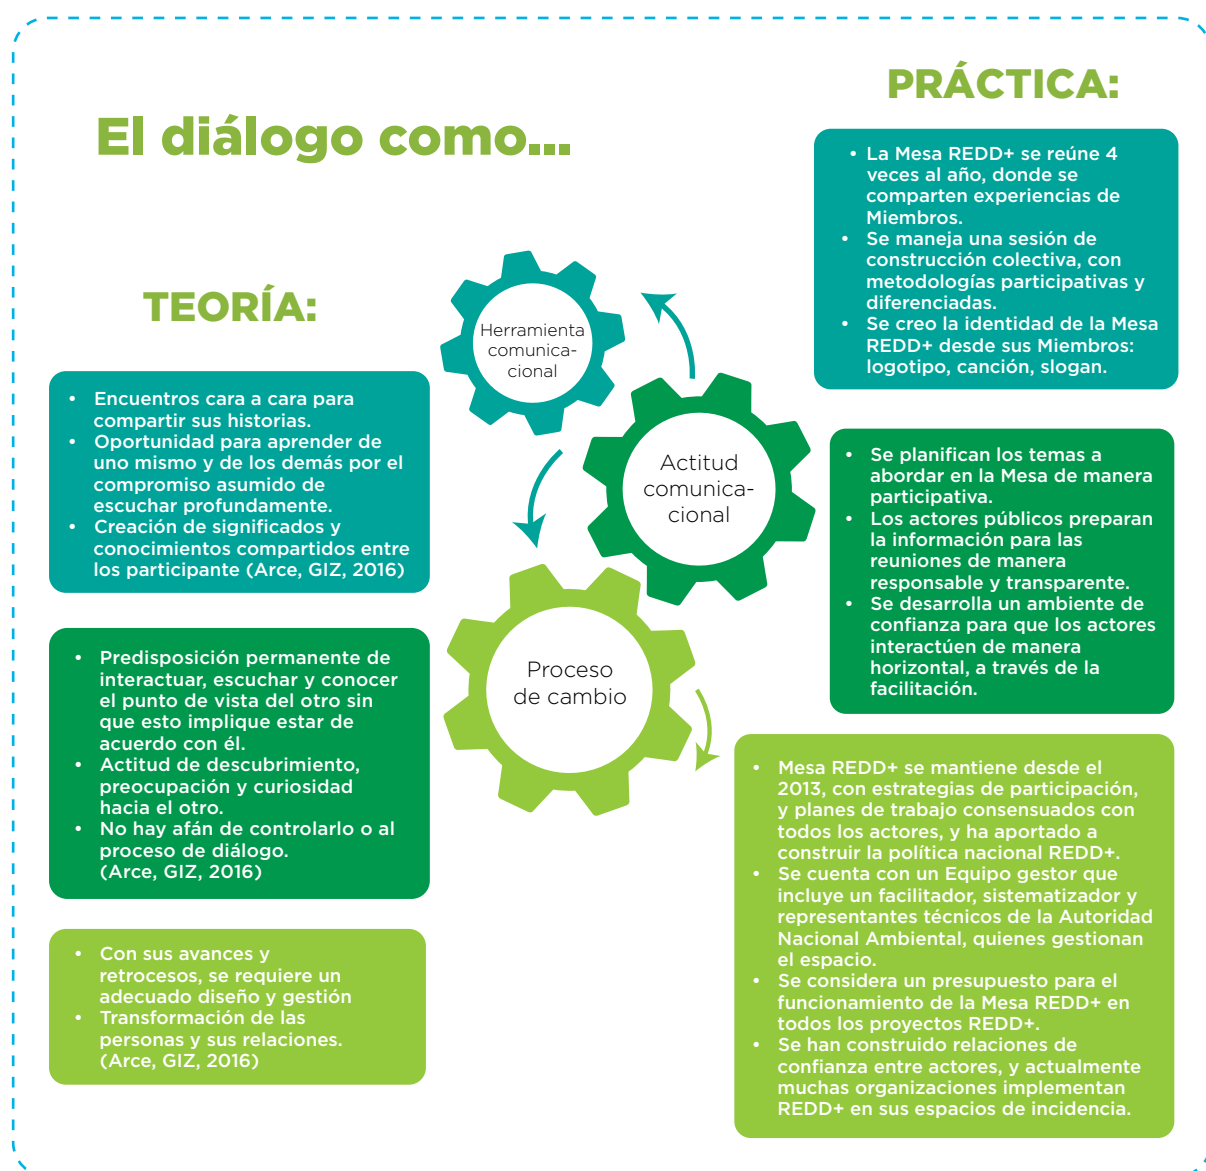 El diálogo como...
TEORÍA:
• Encuentros cara a cara para
compartir sus historias.
• Oportunidad para aprender de
uno mismo y de los demás por el
compromiso asumido de
escuchar profundamente.
• Creación de significados y
conocimientos compartidos entre
los participante (Arce, GIZ, 2016)
• Predisposición permanente de
interactuar, escuchar y conocer
el punto de vista del otro sin
que esto implique estar de
acuerdo con él.
• Actitud de descubrimiento,
preocupación y curiosidad
hacia el otro.
• No hay afán de controlarlo o al
proceso de diálogo.
(Arce, GIZ, 2016)
• Con sus avances y
retrocesos, se requiere un
adecuado diseño y gestión
• Transformación de las
personas y sus relaciones.
(Arce, GIZ, 2016)
Herramienta
comunica-
cional
Actitud
comunica-
cional
Proceso
de cambio
PRÁCTICA:
• La Mesa REDD+ se reúne 4
veces al año, donde se
comparten experiencias de
Miembros.
• Se maneja una sesión de
construcción colectiva, con
metodologías participativas y
diferenciadas.
• Se creo la identidad de la Mesa
REDD+ desde sus Miembros:
logotipo, canción, slogan.
• Se planifican los temas a
abordar en la Mesa de manera
participativa.
• Los actores públicos preparan
la información para las
reuniones de manera
responsable y transparente.
• Se desarrolla un ambiente de
confianza para que los actores
interactúen de manera
horizontal, a través de la
facilitación.
• Mesa REDD+ se mantiene desde el
2013, con estrategias de participación,
y planes de trabajo consensuados con
todos los actores, y ha aportado a
construir la política nacional REDD+.
• Se cuenta con un Equipo gestor que
incluye un facilitador, sistematizador y
representantes técnicos de la Autoridad
Nacional Ambiental, quienes gestionan
el espacio.
• Se considera un presupuesto para el
funcionamiento de la Mesa REDD+ en
todos los proyectos REDD+.
• Se han construido relaciones de
confianza entre actores, y actualmente
muchas organizaciones implementan
REDD+ en sus espacios de incidencia.